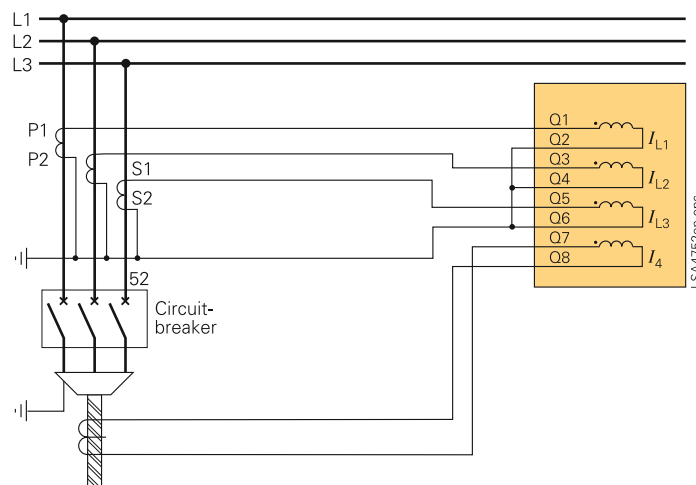 L1
L2
L3
P1
P2
S1
S2
52
Circuit-
breaker
Q1
Q2
Q3
Q4
Q5
Q6
Q7
Q8
IL1
IL2
IL3
I4